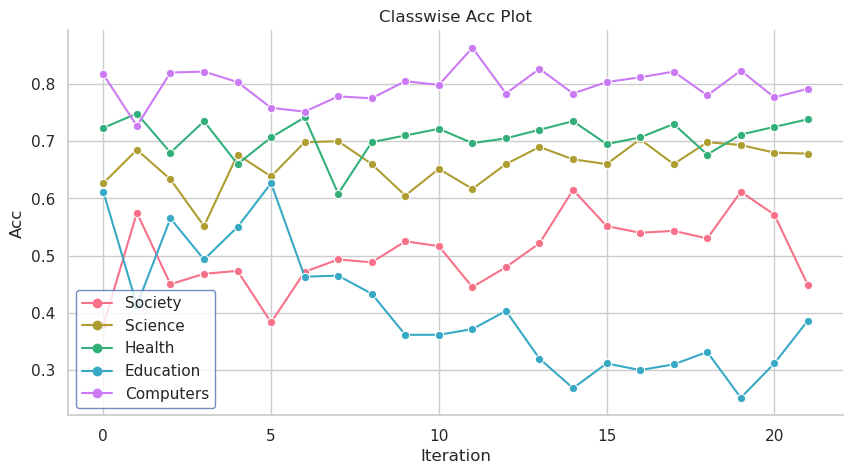 Classwise Acc Plot
Acc
0.8
0.7
0.6
0.5
0.4
0.3
Society
Science
Health
Education
Computers
0 5 10 15 20
Iteration